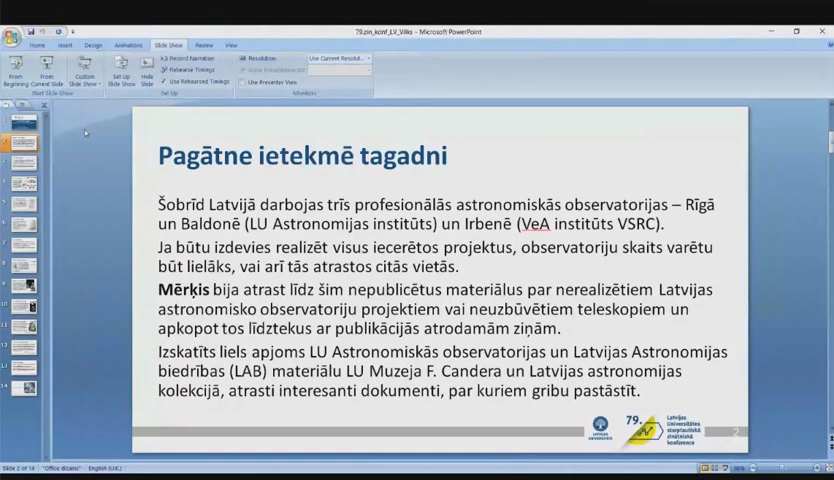 79.zin_konf_LV_Vilks - Microsoft PowerPoint
Home Insert Design Animations Slide Show Review View
From Beginning
From Current Slide
Custom Slide Show
Set Up Slide Show
Hide Slide
Record Narration
Rehearse Timings
Use Rehearsed Timings
Resolution:
Use Current Resol...
Use Presenter View
Start Slide Show
Set Up
Monitors
Pagātne ietekmē tagadni
Šobrīd Latvijā darbojas trīs profesionālās astronomiskās observatorijas – Rīgā
un Baldonē (LU Astronomijas institūts) un Irbenē (VeA institūts VSRC).
Ja būtu izdevies realizēt visus iecerētos projektus, observatoriju skaits varētu
būt lielāks, vai arī tās atrastos citās vietās.
Mērķis bija atrast līdz šim nepublicētus materiālus par nerealizētiem Latvijas
astronomisko observatoriju projektiem vai neuzbūvētiem teleskopiem un
apkopot tos līdztekus ar publikācijās atrodamām ziņām.
Izskatīts liels apjoms LU Astronomiskās observatorijas un Latvijas Astronomijas
biedrības (LAB) materiālu LU Muzeja F. Candera un Latvijas astronomijas
kolekcijā, atrasti interesanti dokumenti, par kuriem gribu pastāstīt.
LATVIJAS UNIVERSITĀTE
79.
Latvijas
Universitātes
starptautiskā
zinātniskā
konference
2
Slide 2 of 14 "Office dizains" English (U.K.)